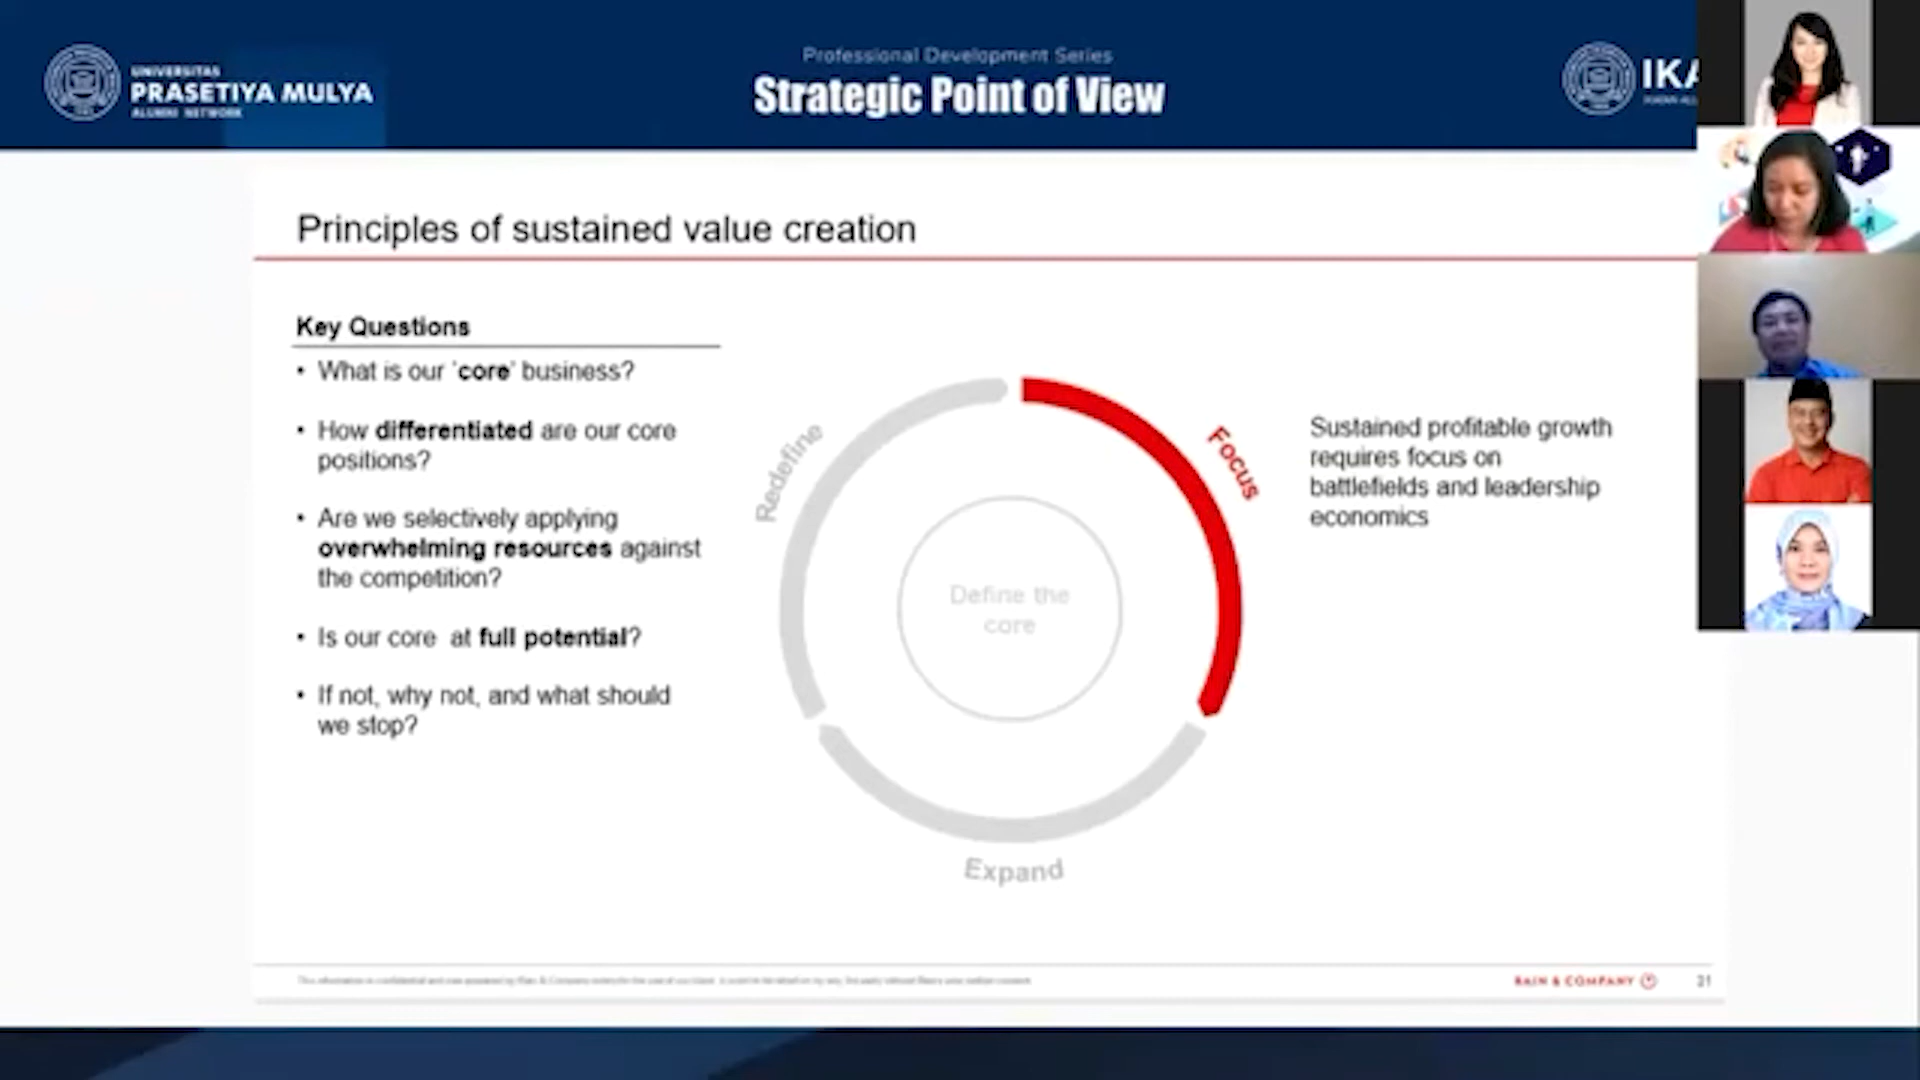 UNIVERSITAS
PRASETIYA MULYA
ALUMNI NETWORK
Professional Development Series
Strategic Point of View
IKA
Principles of sustained value creation
Key Questions
• What is our 'core' business?
• How differentiated are our core
positions?
• Are we selectively applying
overwhelming resources against
the competition?
• Is our core at full potential?
• If not, why not, and what should
we stop?
Redefine
Focus
Define the
core
Expand
Sustained profitable growth
requires focus on
battlefields and leadership
economics
BAIN & COMPANY
21